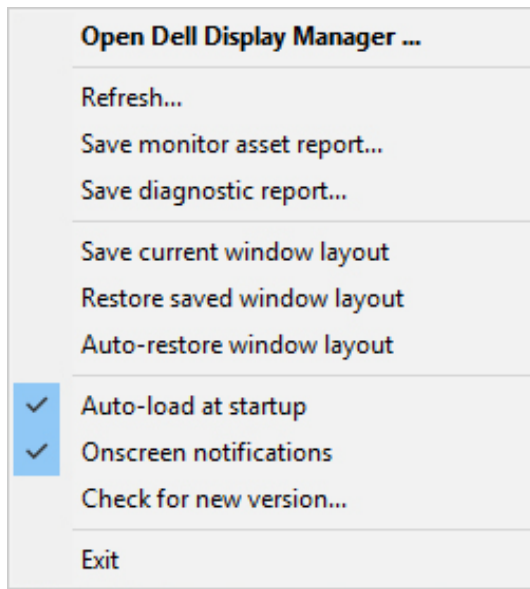 Open Dell Display Manager ...
Refresh...
Save monitor asset report...
Save diagnostic report...
Save current window layout
Restore saved window layout
Auto-restore window layout
Auto-load at startup
Onscreen notifications
Check for new version...
Exit